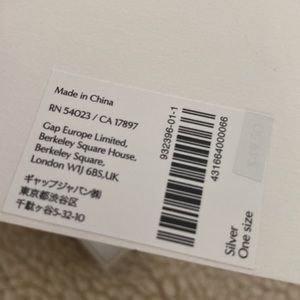 Made in China
RN 54023 / CA 17897
Gap Europe Limited,
Berkeley Square House,
Berkeley Square,
London W1J 6BS,UK
ギャップジャパン㈱
東京都渋谷区
千駄ヶ谷5-32-10
932396-01-1
431664000066
Silver
One size